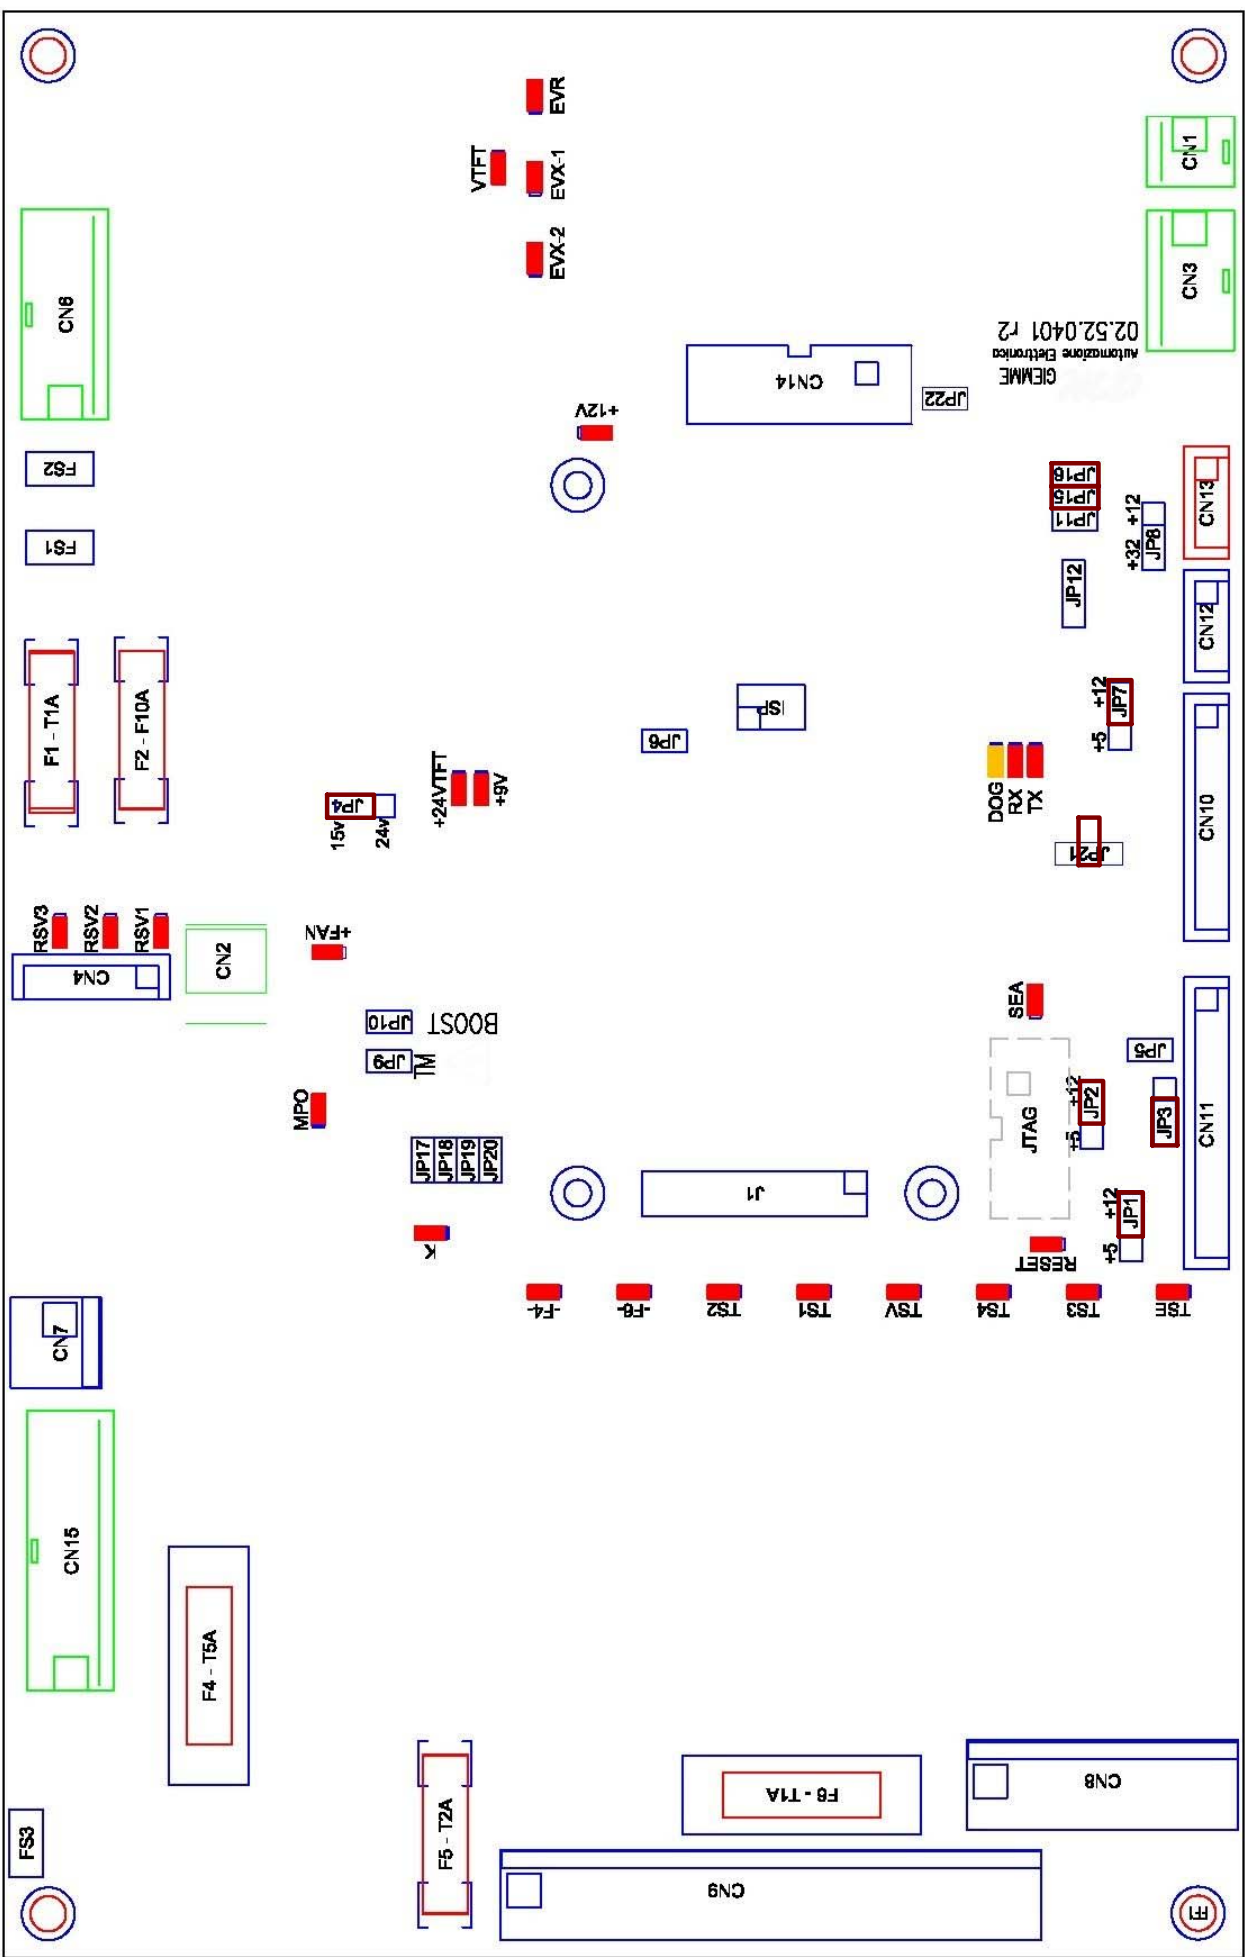 EVR
VTFT
EVX-1
CN1
EVX-2
CN3
CN6
02.52.0401 r2
Automazione Elettronica
GIEMME
CN14
JP22
+12V
FS2
JP16
JP15
JP11
+12
CN13
FS1
+32
JP8
JP12
CN12
F1 - T1A
F2 - F10A
+12
JP7
+5
ISP
JP6
+24VTFT
+9V
DOG
RX
TX
JP4
15v
24v
CN10
JP21
RSV3
RSV2
RSV1
+FAN
CN2
CN4
SEA
JP10
BOOST
JP9
TM
JP5
+12
JP2
+5
MPO
JTAG
JP3
CN11
JP17
JP18
JP19
JP20
J1
+12
JP1
+5
K
RESET
-F4-
-F6-
TS2
TS1
TSV
TS4
TS3
TSE
CN7
CN15
F4 - T5A
CN8
F6 - T1A
FS3
F5 - T2A
CN9
FF1